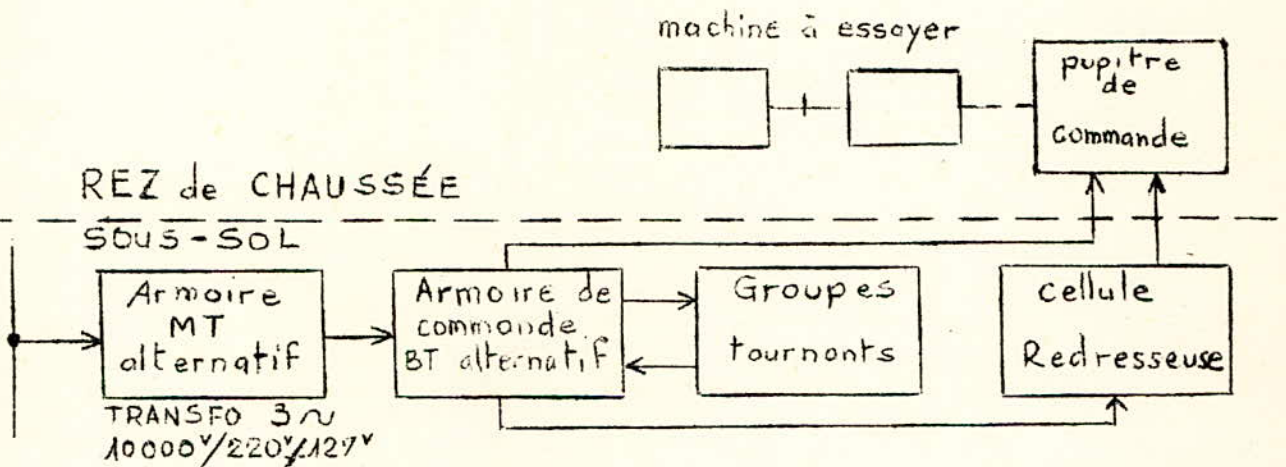 machine à essayer
pupitre
de
commande
REZ de CHAUSSÉE
SOUS-SOL
Armoire
MT
alternatif
Armoire de
commande
BT alternatif
Groupes
tournants
cellule
Redresseuse
TRANSFO 3~
10000V/220V/127V